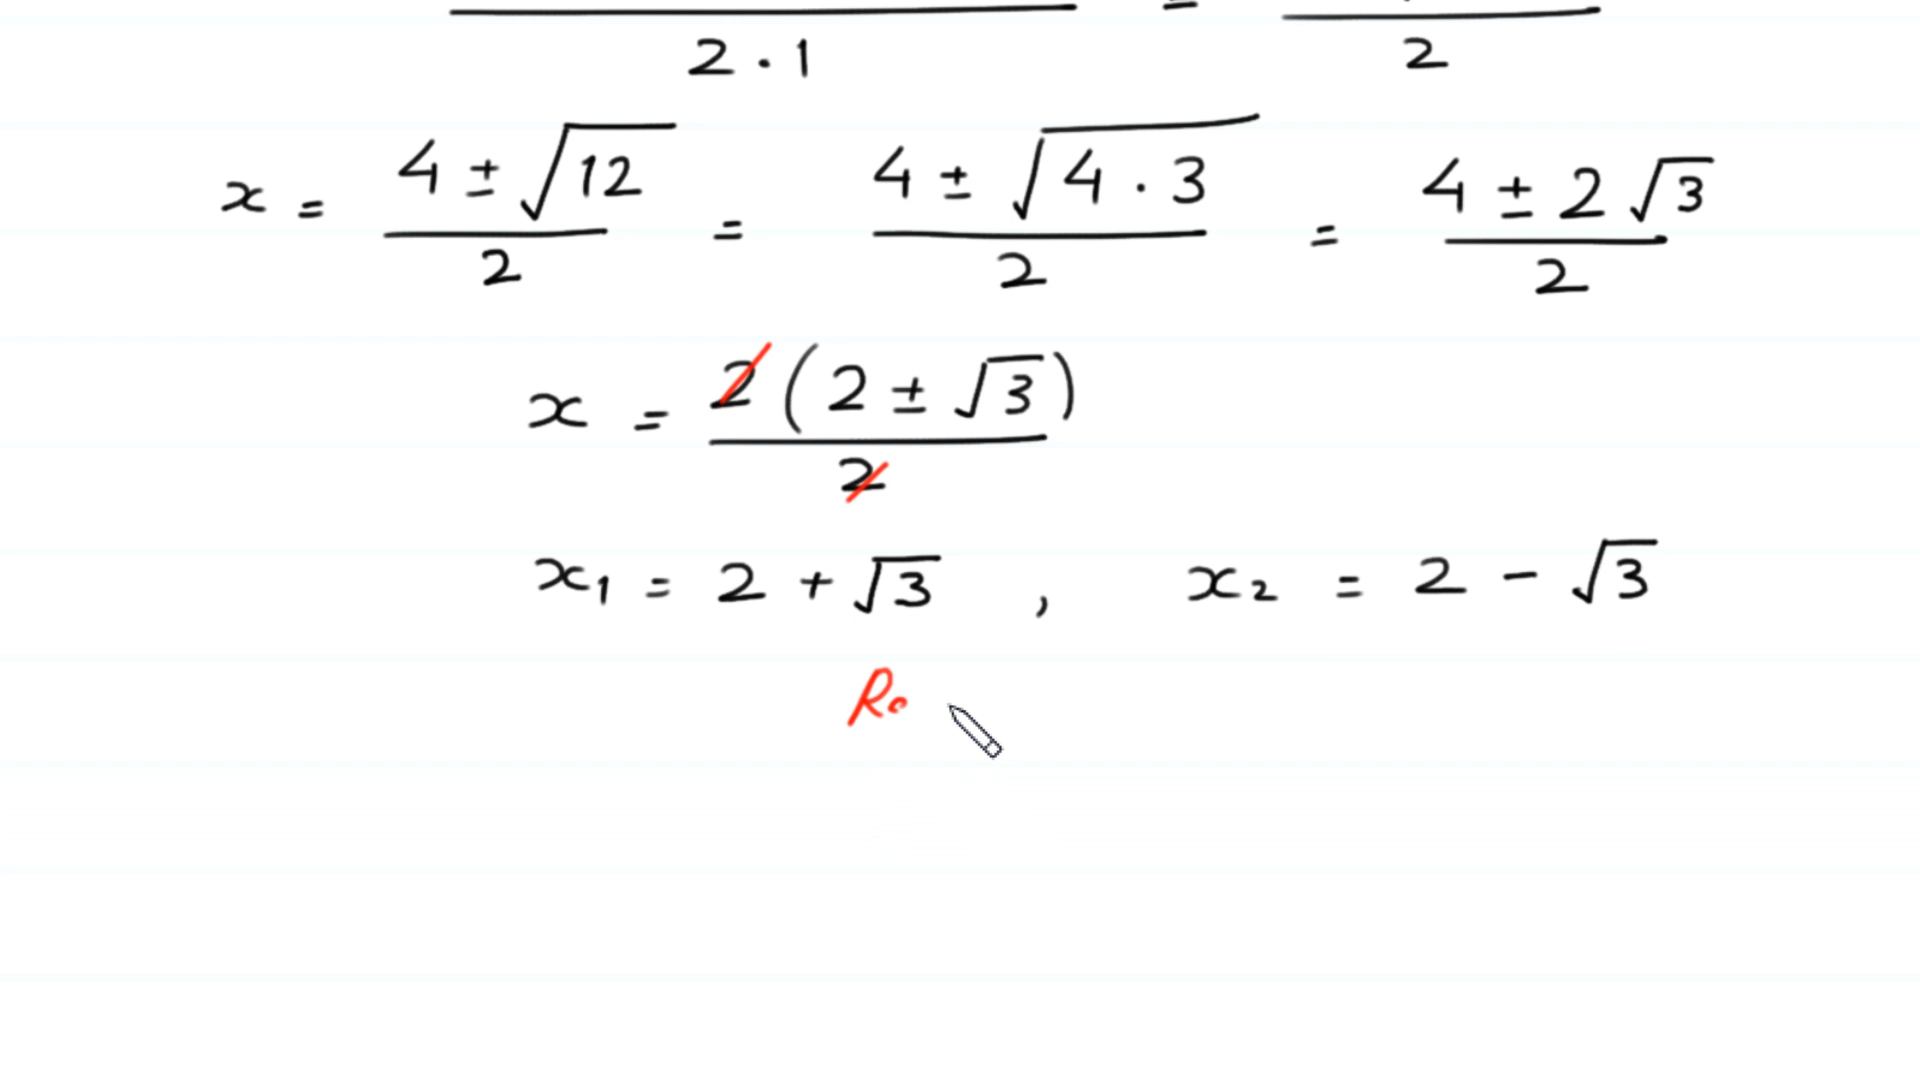 2 · 1 = 2
x = 4 ± √12 / 2 = 4 ± √4 · 3 / 2 = 4 ± 2 √3 / 2
x = 2 ( 2 ± √3 ) / 2
x₁ = 2 + √3 , x₂ = 2 - √3
Re